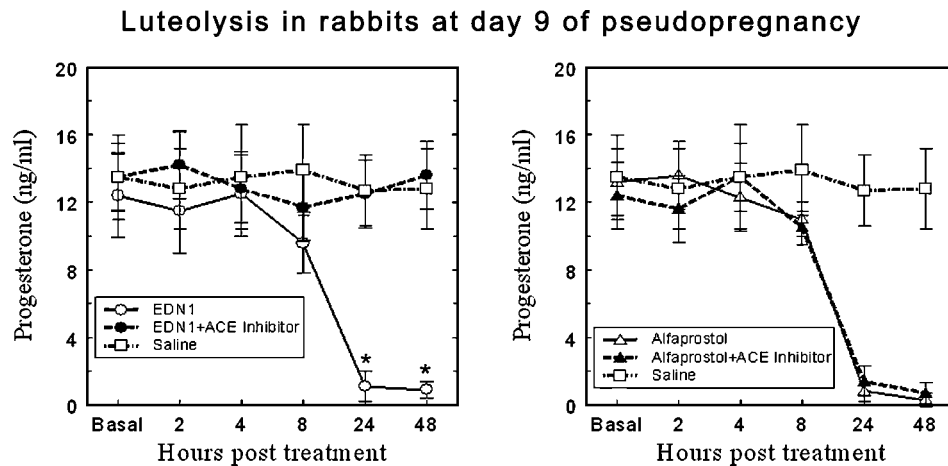 Luteolysis in rabbits at day 9 of pseudopregnancy
Progesterone (ng/ml)
20
16
12
8
4
0
EDN1
EDN1+ACE Inhibitor
Saline
*
*
Basal 2 4 8 24 48
Hours post treatment
Progesterone (ng/ml)
20
16
12
8
4
0
Alfaprostol
Alfaprostol+ACE Inhibitor
Saline
Basal 2 4 8 24 48
Hours post treatment